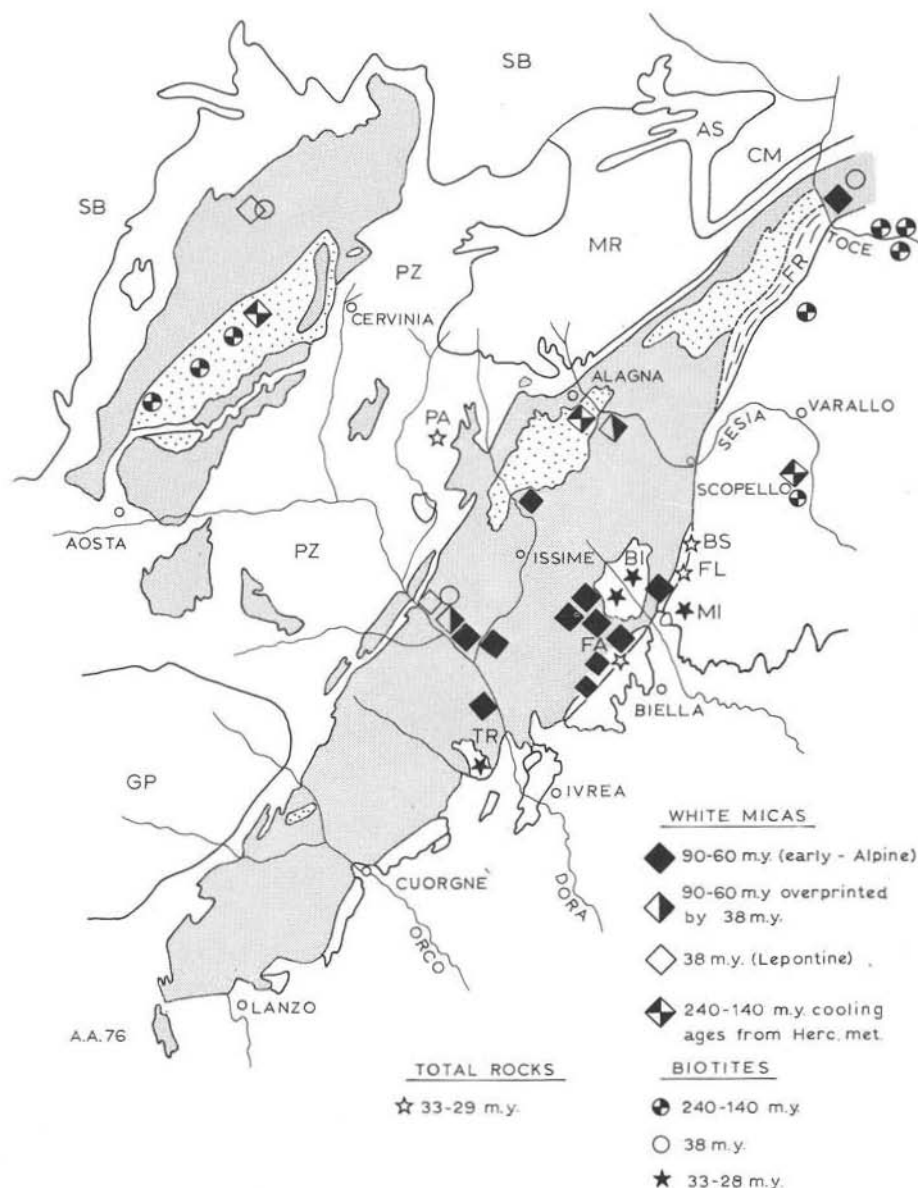 SB
AS
CM
SB
TOCE
MR
FR
PZ
CERVINIA
ALAGNA
PA
SESIA
VARALLO
SCOPELLO
AOSTA
PZ
ISSIME
BI
BS
FL
MI
FA
BIELLA
TR
GP
IVREA
CUORGNÈ
DORA
ORCO
LANZO
A.A.76
WHITE MICAS
90-60 m.y. (early - Alpine)
90-60 m.y overprinted
by 38 m.y.
38 m.y. (Lepontine)
240-140 m.y. cooling
ages from Herc. met.
TOTAL ROCKS
33-29 m.y.
BIOTITES
240-140 m.y.
38 m.y.
33-28 m.y.